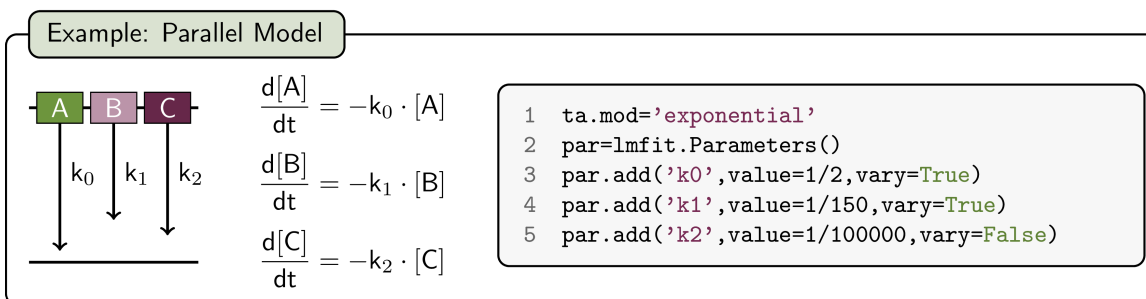 Example: Parallel Model
A B C
k₀ k₁ k₂
d[A]/dt = −k₀ · [A]
d[B]/dt = −k₁ · [B]
d[C]/dt = −k₂ · [C]
1 ta.mod='exponential'
2 par=lmfit.Parameters()
3 par.add('k0',value=1/2,vary=True)
4 par.add('k1',value=1/150,vary=True)
5 par.add('k2',value=1/100000,vary=False)